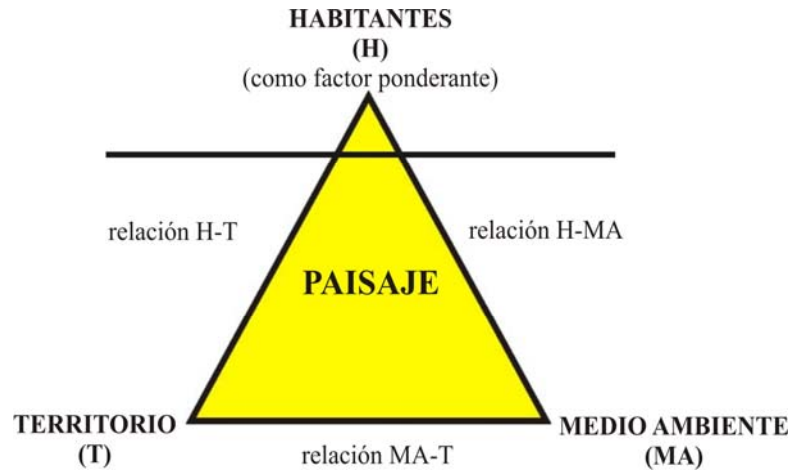 HABITANTES
(H)
(como factor ponderante)
relación H-T
relación H-MA
PAISAJE
TERRITORIO
(T)
MEDIO AMBIENTE
(MA)
relación MA-T